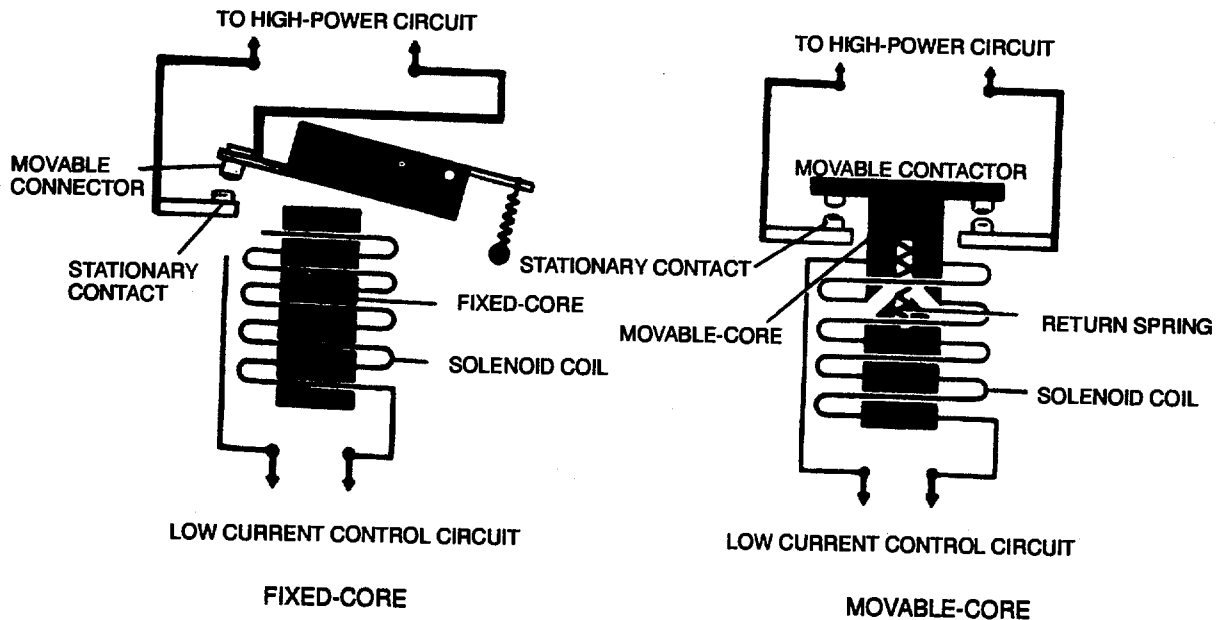 TO HIGH-POWER CIRCUIT
MOVABLE
CONNECTOR
STATIONARY
CONTACT
FIXED-CORE
SOLENOID COIL
LOW CURRENT CONTROL CIRCUIT
FIXED-CORE
TO HIGH-POWER CIRCUIT
MOVABLE CONTACTOR
STATIONARY CONTACT
MOVABLE-CORE
RETURN SPRING
SOLENOID COIL
LOW CURRENT CONTROL CIRCUIT
MOVABLE-CORE